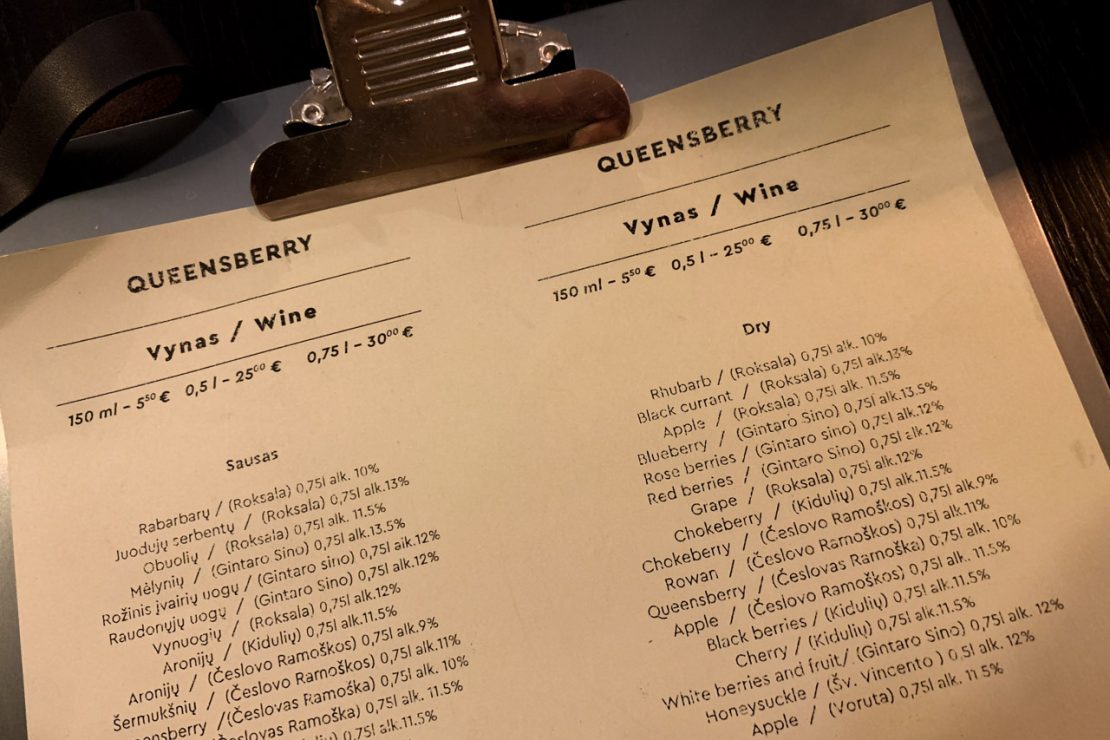 QUEENSBERRY
Vynas / Wine
150 ml – 5⁵⁰ € 0,5 l – 25⁰⁰ € 0,75 l – 30⁰⁰ €
Sausas
Rabarbarų / (Roksala) 0,75l alk. 10%
Juodųjų serbentų / (Roksala) 0,75l alk.13%
Obuolių / (Roksala) 0,75l alk. 11.5%
Mėlynių / (Gintaro Sino) 0,75l alk.13.5%
Rožinis įvairių uogų / (Gintaro sino) 0,75l alk.12%
Raudonųjų uogų / (Gintaro Sino) 0,75l alk.12%
Vynuogių / (Roksala) 0,75l alk. 12%
Aronijų / (Kidulių) 0,75l alk.11.5%
Aronijų / (Česlovo Ramoškos) 0,75l alk.9%
Šermukšnių / (Česlovo Ramoškos) 0,75l alk.11%
/(Česlovas Ramoška) 0,75l alk. 10%
Ramoška) 0,75l alk. 11.5%
alk.11.5%
QUEENSBERRY
Vynas / Wine
150 ml – 5⁵⁰ € 0,5 l – 25⁰⁰ € 0,75 l – 30⁰⁰ €
Dry
Rhubarb / (Roksala) 0,75l alk. 10%
Black currant / (Roksala) 0,75l alk.13%
Apple / (Roksala) 0,75l alk. 11.5%
Blueberry / (Gintaro Sino) 0,75l alk.13.5%
Rose berries / (Gintaro sino) 0,75l alk.12%
Red berries / (Gintaro Sino) 0,75l alk.12%
Grape / (Roksala) 0,75l alk. 12%
Chokeberry / (Kidulių) 0,75l alk.11.5%
Chokeberry / (Česlovo Ramoškos) 0,75l alk.9%
Rowan / (Česlovo Ramoškos) 0,75l alk.11%
Queensberry / (Česlovas Ramoška) 0,75l alk. 10%
Apple / (Česlovo Ramoškos) 0,75l alk. 11.5%
Black berries / (Kidulių) 0,75l alk.11.5%
Cherry / (Kidulių) 0,75l alk.11.5%
White berries and fruit/ (Gintaro Sino) 0,75l alk. 12%
Honeysuckle / (Šv. Vincento ) 0,5l alk. 12%
Apple / (Voruta) 0,75l alk. 11 5%